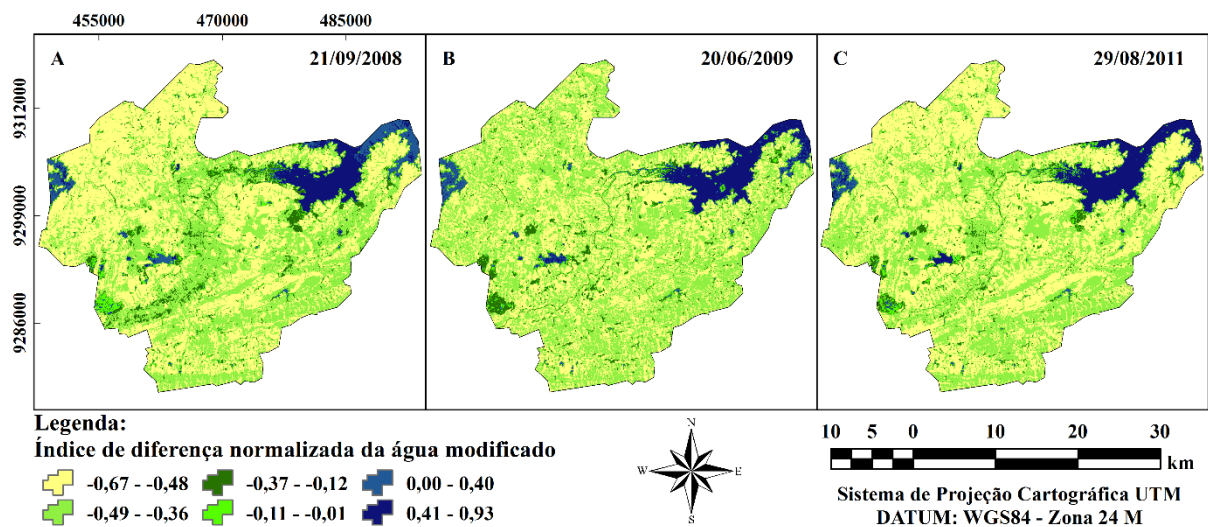 455000 470000 485000
A 21/09/2008
B 20/06/2009
C 29/08/2011
9312000
9299000
9286000
Legenda:
Índice de diferença normalizada da água modificado
-0,67 - -0,48
-0,37 - -0,12
0,00 - 0,40
-0,49 - -0,36
-0,11 - -0,01
0,41 - 0,93
N
W E
S
10 5 0 10 20 30
km
Sistema de Projeção Cartográfica UTM
DATUM: WGS84 - Zona 24 M